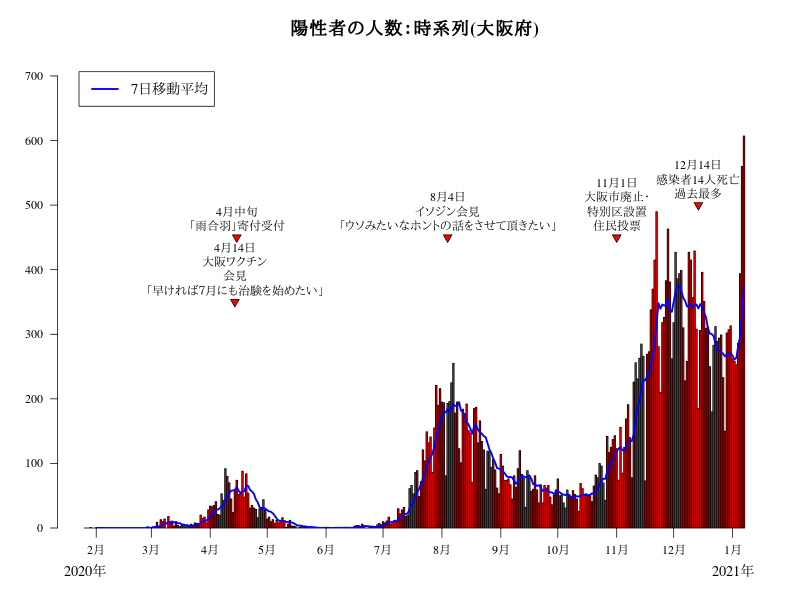 陽性者の人数:時系列(大阪府)
7日移動平均
700
600
500
400
300
200
100
0
4月中旬
「雨合羽」寄付受付
4月14日
大阪ワクチン
会見
「早ければ7月にも治験を始めたい」
8月4日
イソジン会見
「ウソみたいなホントの話をさせて頂きたい」
11月1日
大阪市廃止・
特別区設置
住民投票
12月14日
感染者14人死亡
過去最多
2月
3月
4月
5月
6月
7月
8月
9月
10月
11月
12月
1月
2020年
2021年